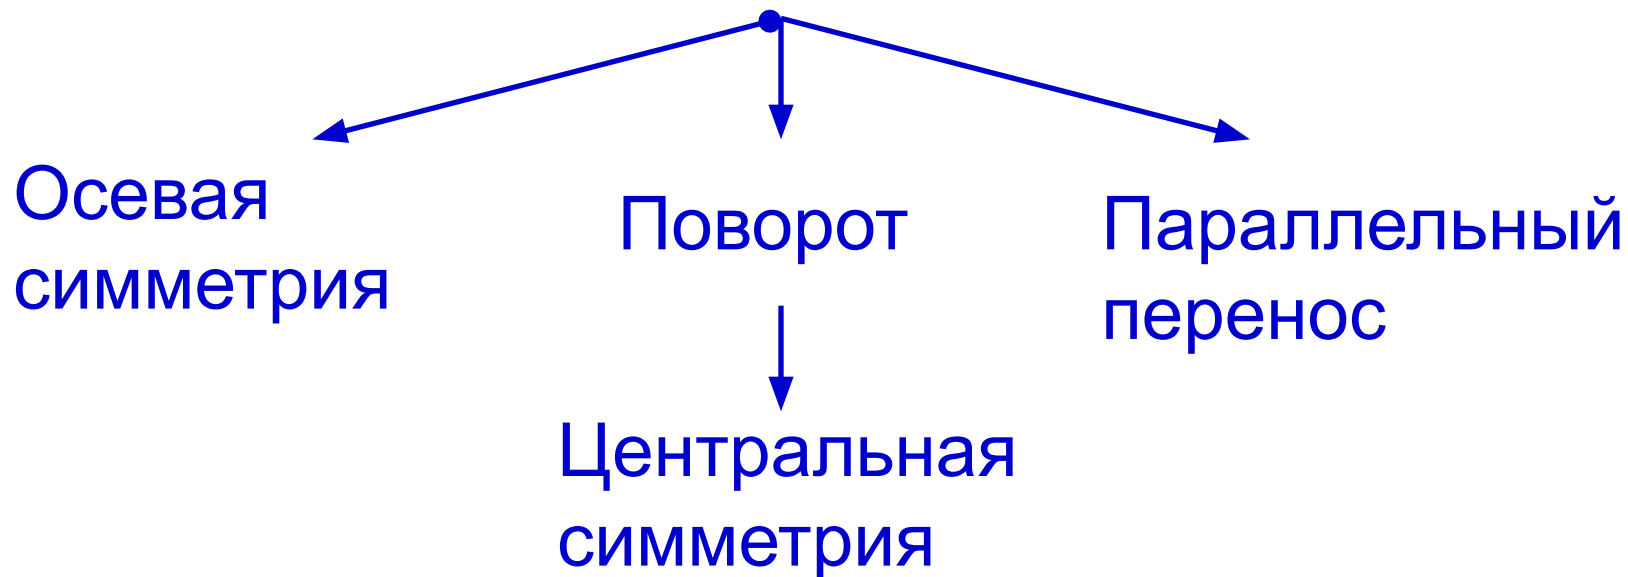 Осевая
симметрия
Поворот
Параллельный
перенос
Центральная
симметрия